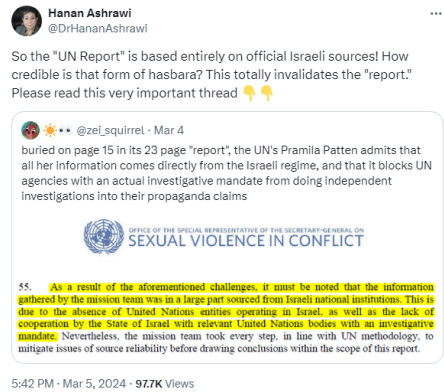 Hanan Ashrawi
@DrHananAshrawi
So the "UN Report" is based entirely on official Israeli sources! How
credible is that form of hasbara? This totally invalidates the "report."
Please read this very important thread 👇👇
☀️👀 @zei_squirrel · Mar 4
buried on page 15 in its 23 page "report", the UN's Pramila Patten admits that
all her information comes directly from the Israeli regime, and that it blocks UN
agencies with an actual investigative mandate from doing independent
investigations into their propaganda claims
OFFICE OF THE SPECIAL REPRESENTATIVE OF THE SECRETARY-GENERAL ON
SEXUAL VIOLENCE IN CONFLICT
55. As a result of the aforementioned challenges, it must be noted that the information
gathered by the mission team was in a large part sourced from Israeli national institutions. This is
due to the absence of United Nations entities operating in Israel, as well as the lack of
cooperation by the State of Israel with relevant United Nations bodies with an investigative
mandate. Nevertheless, the mission team took every step, in line with UN methodology, to
mitigate issues of source reliability before drawing conclusions within the scope of this report.
5:42 PM · Mar 5, 2024 · 97.7K Views